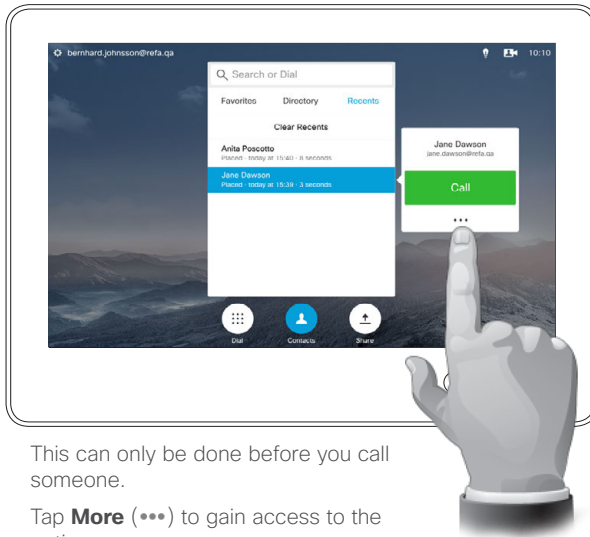 bernhard.johnsson@refa.qa
10:10
Search or Dial
Favorites Directory Recents
Clear Recents
Anita Poscotto
Placed · today at 15:40 · 8 seconds
Jane Dawson
Placed · today at 15:39 · 3 seconds
Jane Dawson
jane.dawson@refa.qa
Call
Dial Contacts Share
This can only be done before you call
someone.
Tap More (•••) to gain access to the